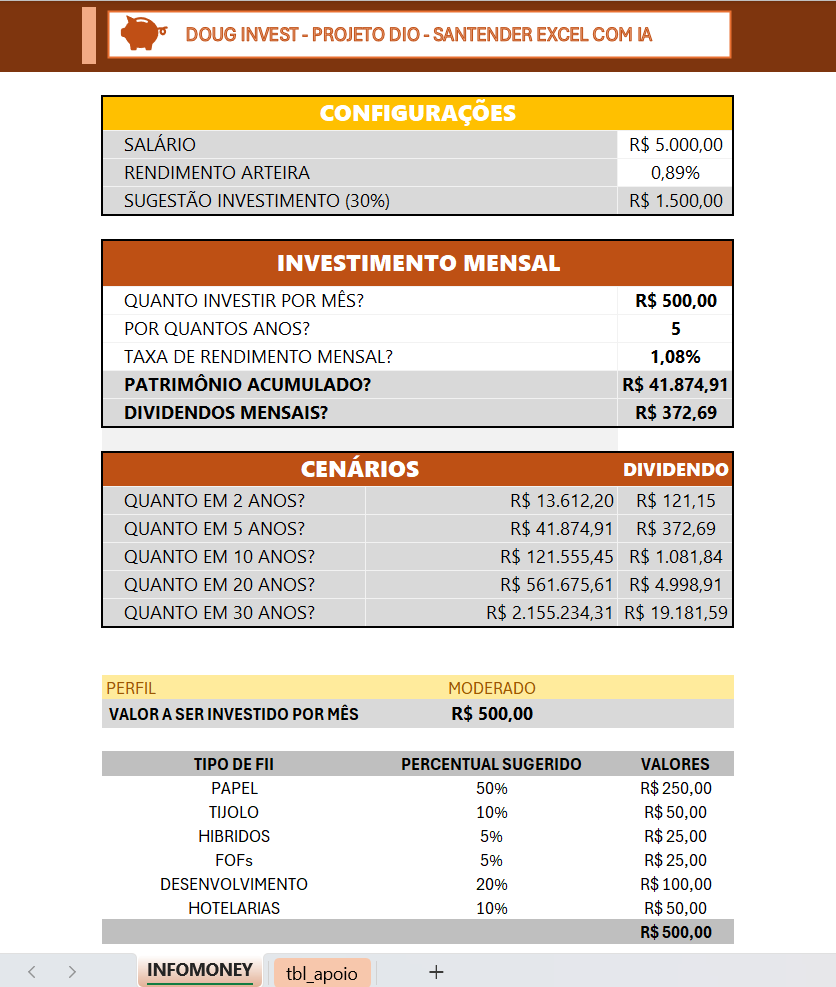 DOUG INVEST - PROJETO DIO - SANTENDER EXCEL COM IA
CONFIGURAÇÕES
SALÁRIO R$ 5.000,00
RENDIMENTO ARTEIRA 0,89%
SUGESTÃO INVESTIMENTO (30%) R$ 1.500,00
INVESTIMENTO MENSAL
QUANTO INVESTIR POR MÊS? R$ 500,00
POR QUANTOS ANOS? 5
TAXA DE RENDIMENTO MENSAL? 1,08%
PATRIMÔNIO ACUMULADO? R$ 41.874,91
DIVIDENDOS MENSAIS? R$ 372,69
CENÁRIOS DIVIDENDO
QUANTO EM 2 ANOS? R$ 13.612,20 R$ 121,15
QUANTO EM 5 ANOS? R$ 41.874,91 R$ 372,69
QUANTO EM 10 ANOS? R$ 121.555,45 R$ 1.081,84
QUANTO EM 20 ANOS? R$ 561.675,61 R$ 4.998,91
QUANTO EM 30 ANOS? R$ 2.155.234,31 R$ 19.181,59
PERFIL MODERADO
VALOR A SER INVESTIDO POR MÊS R$ 500,00
TIPO DE FII PERCENTUAL SUGERIDO VALORES
PAPEL 50% R$ 250,00
TIJOLO 10% R$ 50,00
HIBRIDOS 5% R$ 25,00
FOFs 5% R$ 25,00
DESENVOLVIMENTO 20% R$ 100,00
HOTELARIAS 10% R$ 50,00
R$ 500,00
INFOMONEY tbl_apoio +